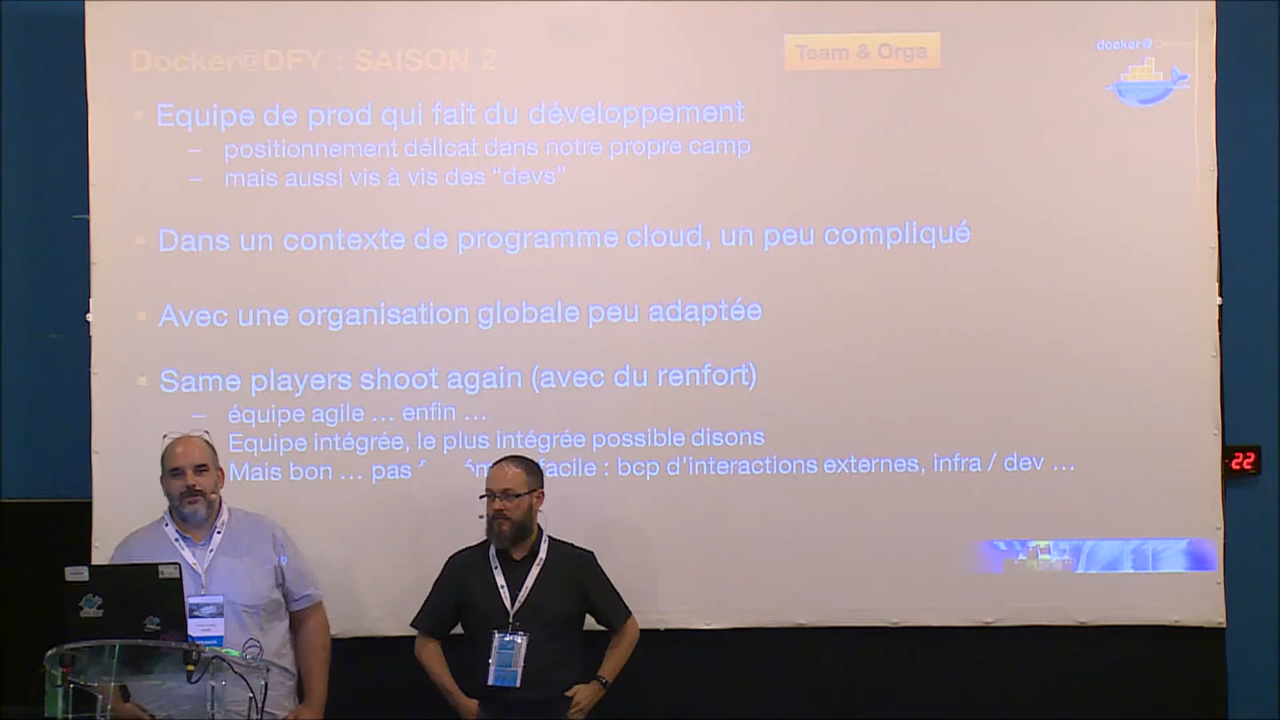 Docker@DFY : SAISON 2
Team & Orga
docker@
Equipe de prod qui fait du développement
– positionnement délicat dans notre propre camp
– mais aussi vis à vis des “devs”
Dans un contexte de programme cloud, un peu compliqué
Avec une organisation globale peu adaptée
Same players shoot again (avec du renfort)
– équipe agile … enfin …
Equipe intégrée, le plus intégrée possible disons
Mais bon … pas facile : bcp d’interactions externes, infra / dev …
22